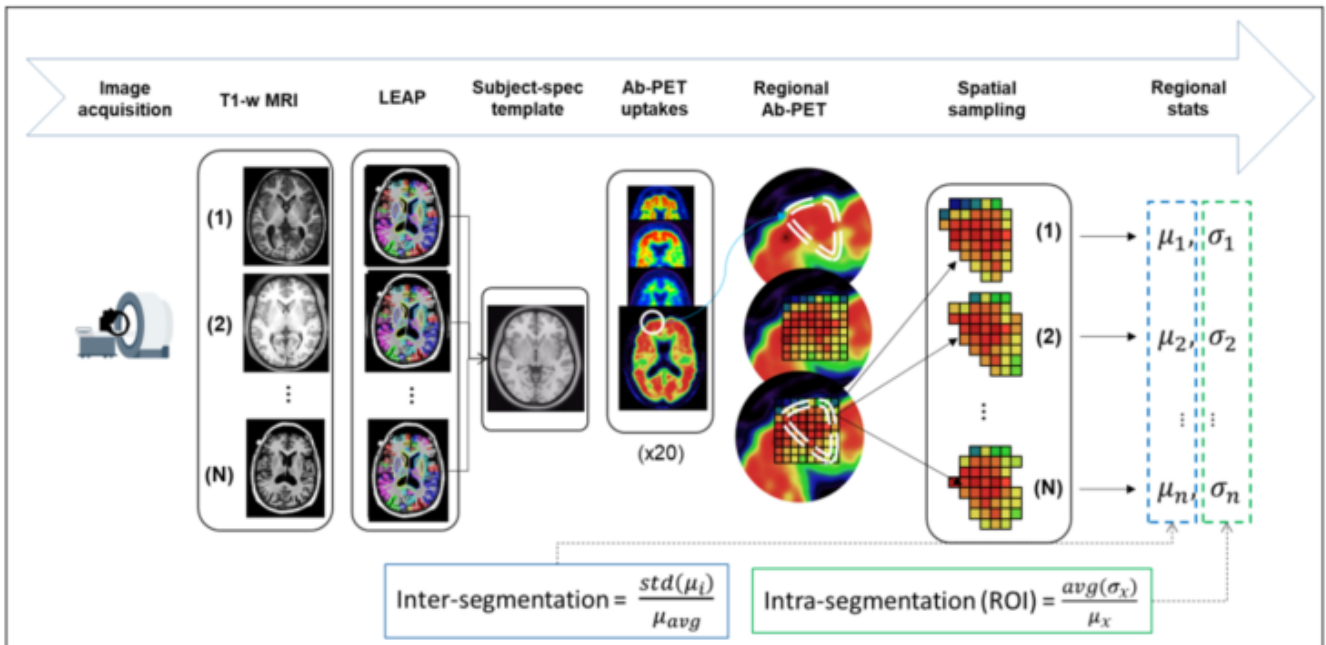 Image acquisition
T1-w MRI
LEAP
Subject-spec template
Ab-PET uptakes
Regional Ab-PET
Spatial sampling
Regional stats
(1)
(2)
...
(N)
...
(x20)
(1)
(2)
...
(N)
μ₁, σ₁
μ₂, σ₂
... ...
μₙ, σₙ
Inter-segmentation = std(μᵢ) / μ_avg
Intra-segmentation (ROI) = avg(σₓ) / μₓ